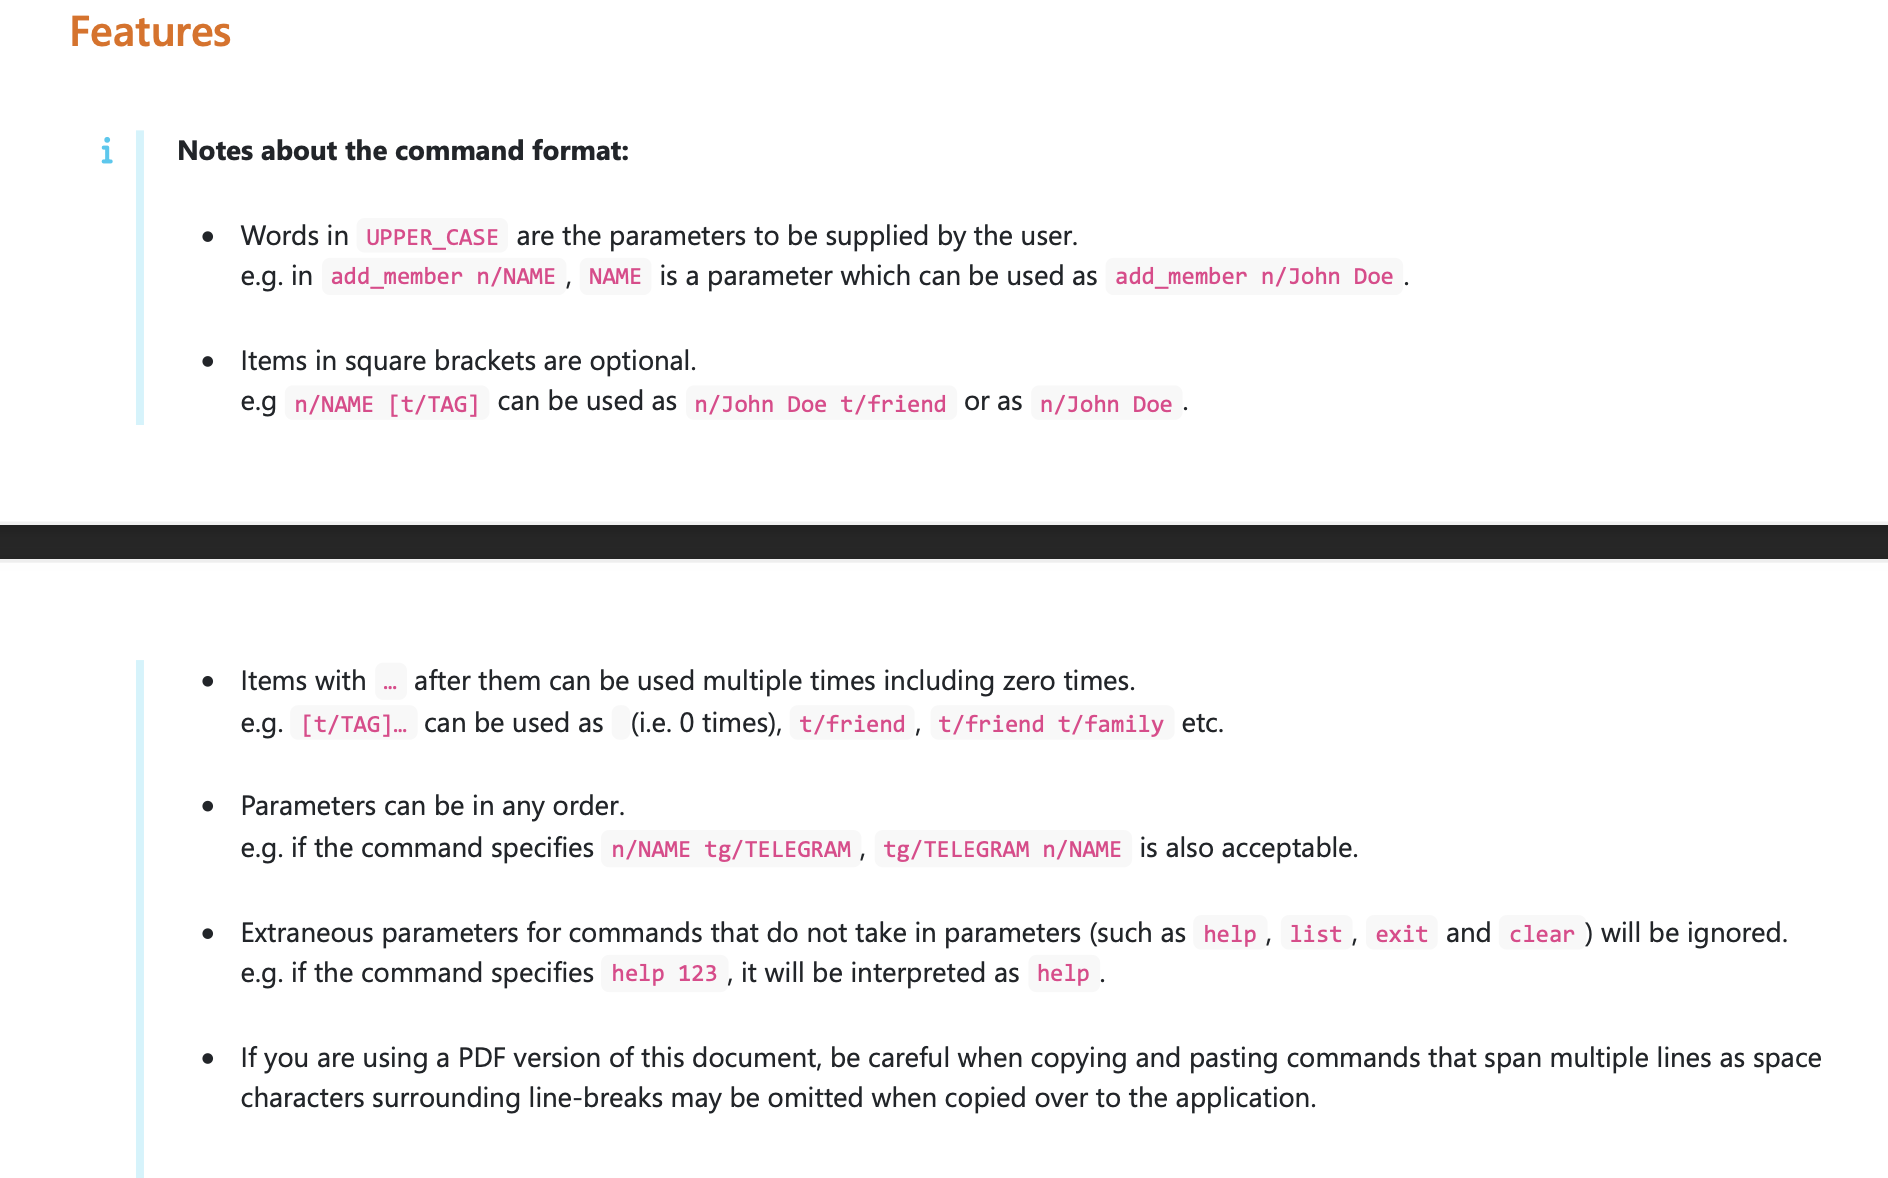 Features
i Notes about the command format:
• Words in UPPER_CASE are the parameters to be supplied by the user.
e.g. in add_member n/NAME , NAME is a parameter which can be used as add_member n/John Doe .
• Items in square brackets are optional.
e.g n/NAME [t/TAG] can be used as n/John Doe t/friend or as n/John Doe .
• Items with … after them can be used multiple times including zero times.
e.g. [t/TAG]… can be used as (i.e. 0 times), t/friend , t/friend t/family etc.
• Parameters can be in any order.
e.g. if the command specifies n/NAME tg/TELEGRAM , tg/TELEGRAM n/NAME is also acceptable.
• Extraneous parameters for commands that do not take in parameters (such as help , list , exit and clear ) will be ignored.
e.g. if the command specifies help 123 , it will be interpreted as help .
• If you are using a PDF version of this document, be careful when copying and pasting commands that span multiple lines as space
characters surrounding line-breaks may be omitted when copied over to the application.